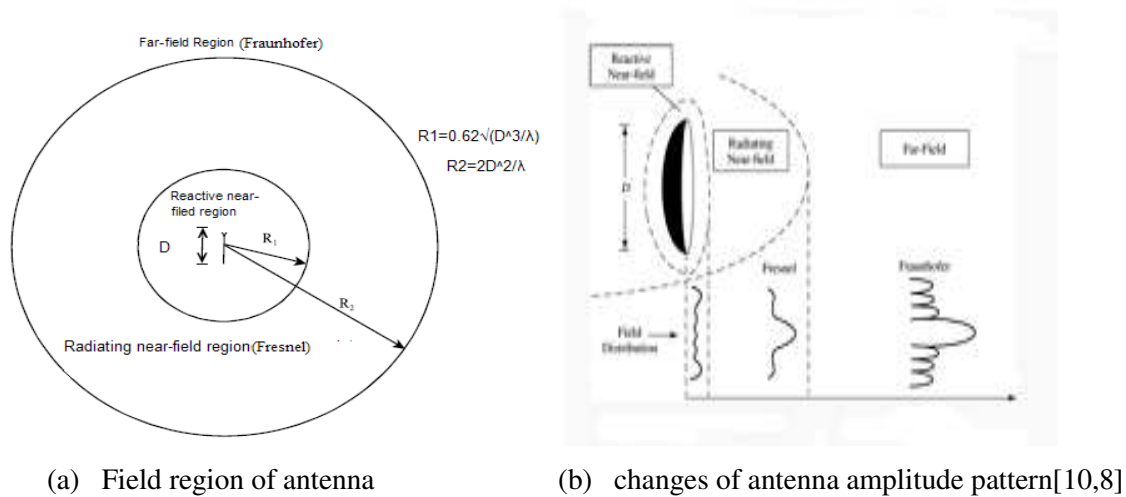 Far-field Region (Fraunhofer)
R1=0.62√(D^3/λ)
R2=2D^2/λ
Reactive near-
filed region
D
R1
R2
Radiating near-field region(Fresnel)
(a) Field region of antenna
Reactive
Near-field
Radiating
Near-field
Far-Field
D
Fresnel
Fraunhofer
Field
Distribution
(b) changes of antenna amplitude pattern[10,8]